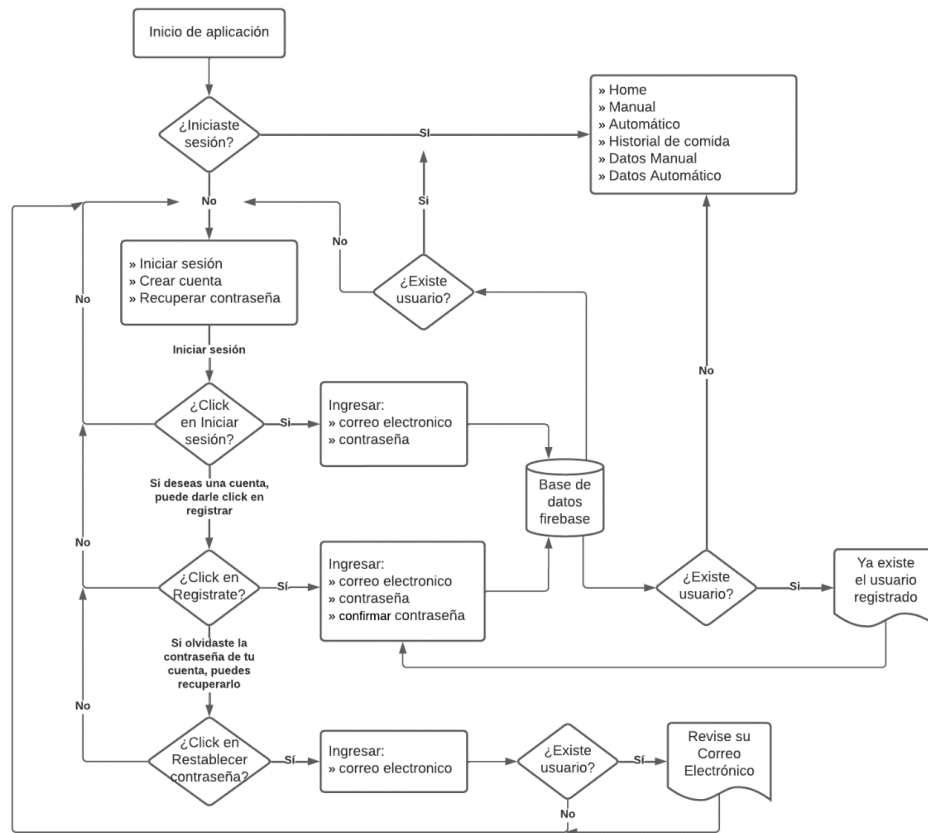 Inicio de aplicación
¿Iniciaste
sesión?
SI
» Home
» Manual
» Automático
» Historial de comida
» Datos Manual
» Datos Automático
No
Si
No
» Iniciar sesión
» Crear cuenta
» Recuperar contraseña
¿Existe
usuario?
No
Iniciar sesión
No
¿Click
en Iniciar
sesión?
Si
Ingresar:
» correo electronico
» contraseña
Si deseas una cuenta,
puede darle click en
registrar
Base de
datos
firebase
No
¿Click en
Registrate?
Sí
Ingresar:
» correo electronico
» contraseña
» confirmar contraseña
¿Existe
usuario?
Si
Ya existe
el usuario
registrado
Si olvidaste la
contraseña de tu
cuenta, puedes
recuperarlo
No
¿Click en
Restablecer
contraseña?
Sí
Ingresar:
» correo electronico
¿Existe
usuario?
Sí
Revise su
Correo
Electrónico
No